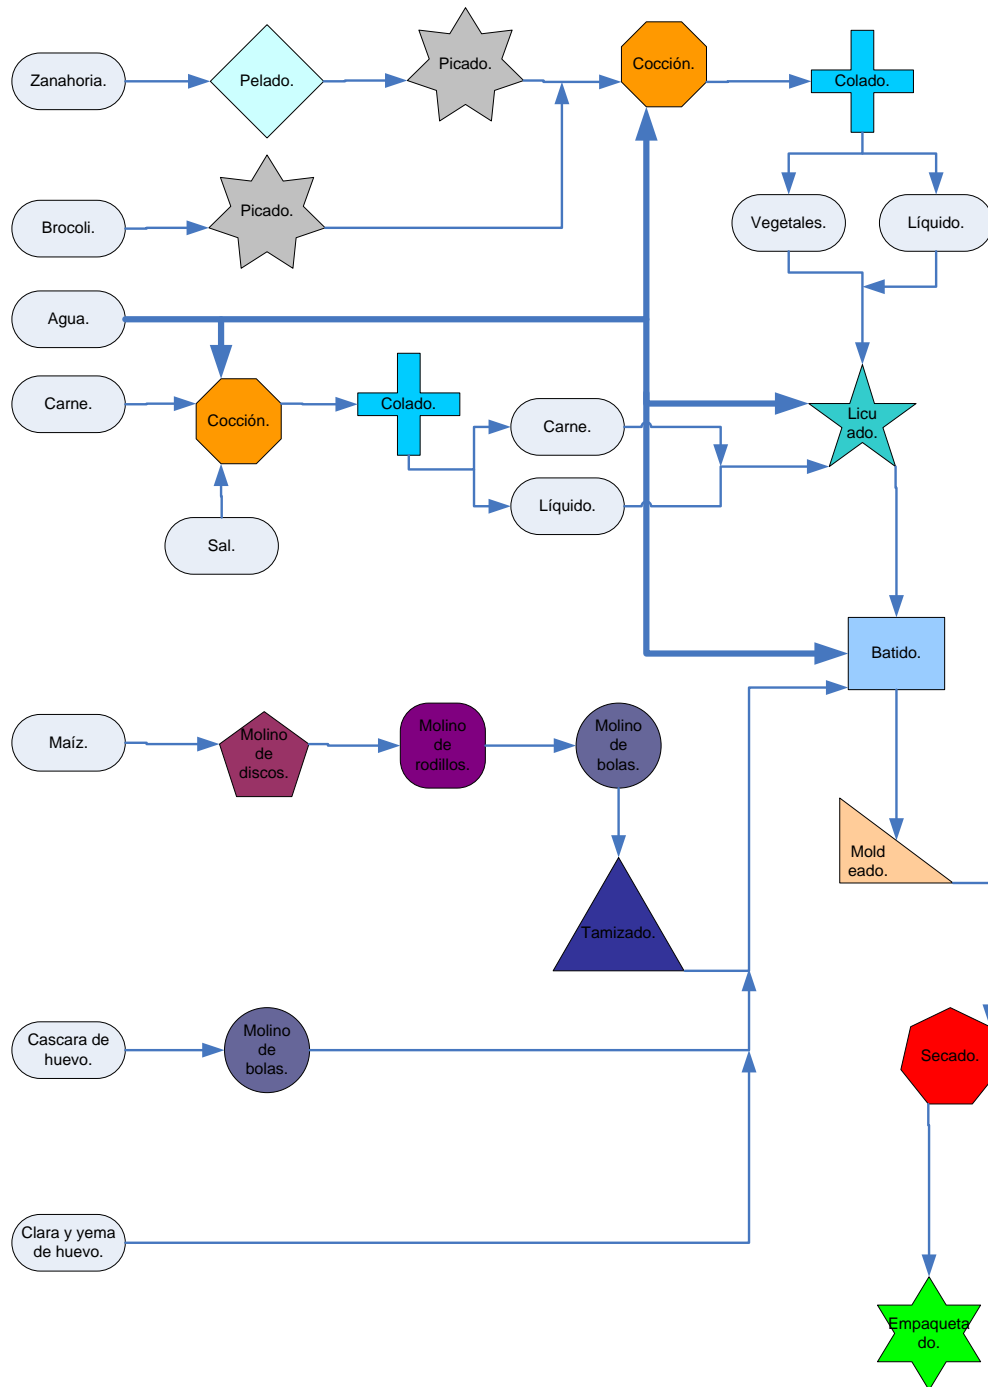 Zanahoria.
Pelado.
Picado.
Cocción.
Colado.
Brocoli.
Picado.
Vegetales.
Líquido.
Agua.
Carne.
Cocción.
Colado.
Carne.
Líquido.
Sal.
Licu
ado.
Batido.
Maíz.
Molino
de
discos.
Molino
de
rodillos.
Molino
de
bolas.
Mold
eado.
Tamizado.
Cascara de
huevo.
Molino
de
bolas.
Secado.
Clara y yema
de huevo.
Empaqueta
do.